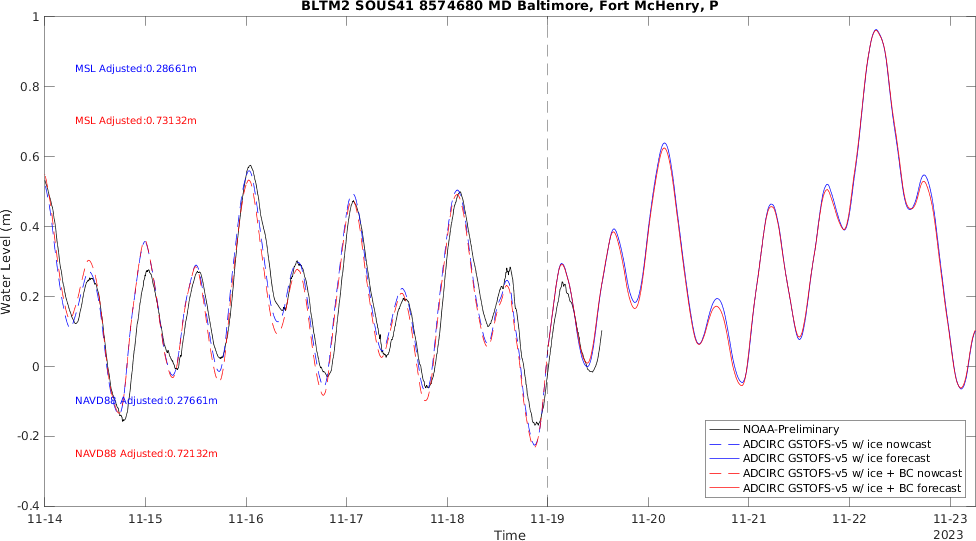 BLTM2 SOUS41 8574680 MD Baltimore, Fort McHenry, P
Water Level (m)
1
0.8
0.6
0.4
0.2
0
-0.2
-0.4
MSL Adjusted:0.28661m
MSL Adjusted:0.73132m
NAVD88 Adjusted:0.27661m
NAVD88 Adjusted:0.72132m
NOAA-Preliminary
ADCIRC GSTOFS-v5 w/ ice nowcast
ADCIRC GSTOFS-v5 w/ ice forecast
ADCIRC GSTOFS-v5 w/ ice + BC nowcast
ADCIRC GSTOFS-v5 w/ ice + BC forecast
11-14 11-15 11-16 11-17 11-18 11-19 11-20 11-21 11-22 11-23
Time
2023